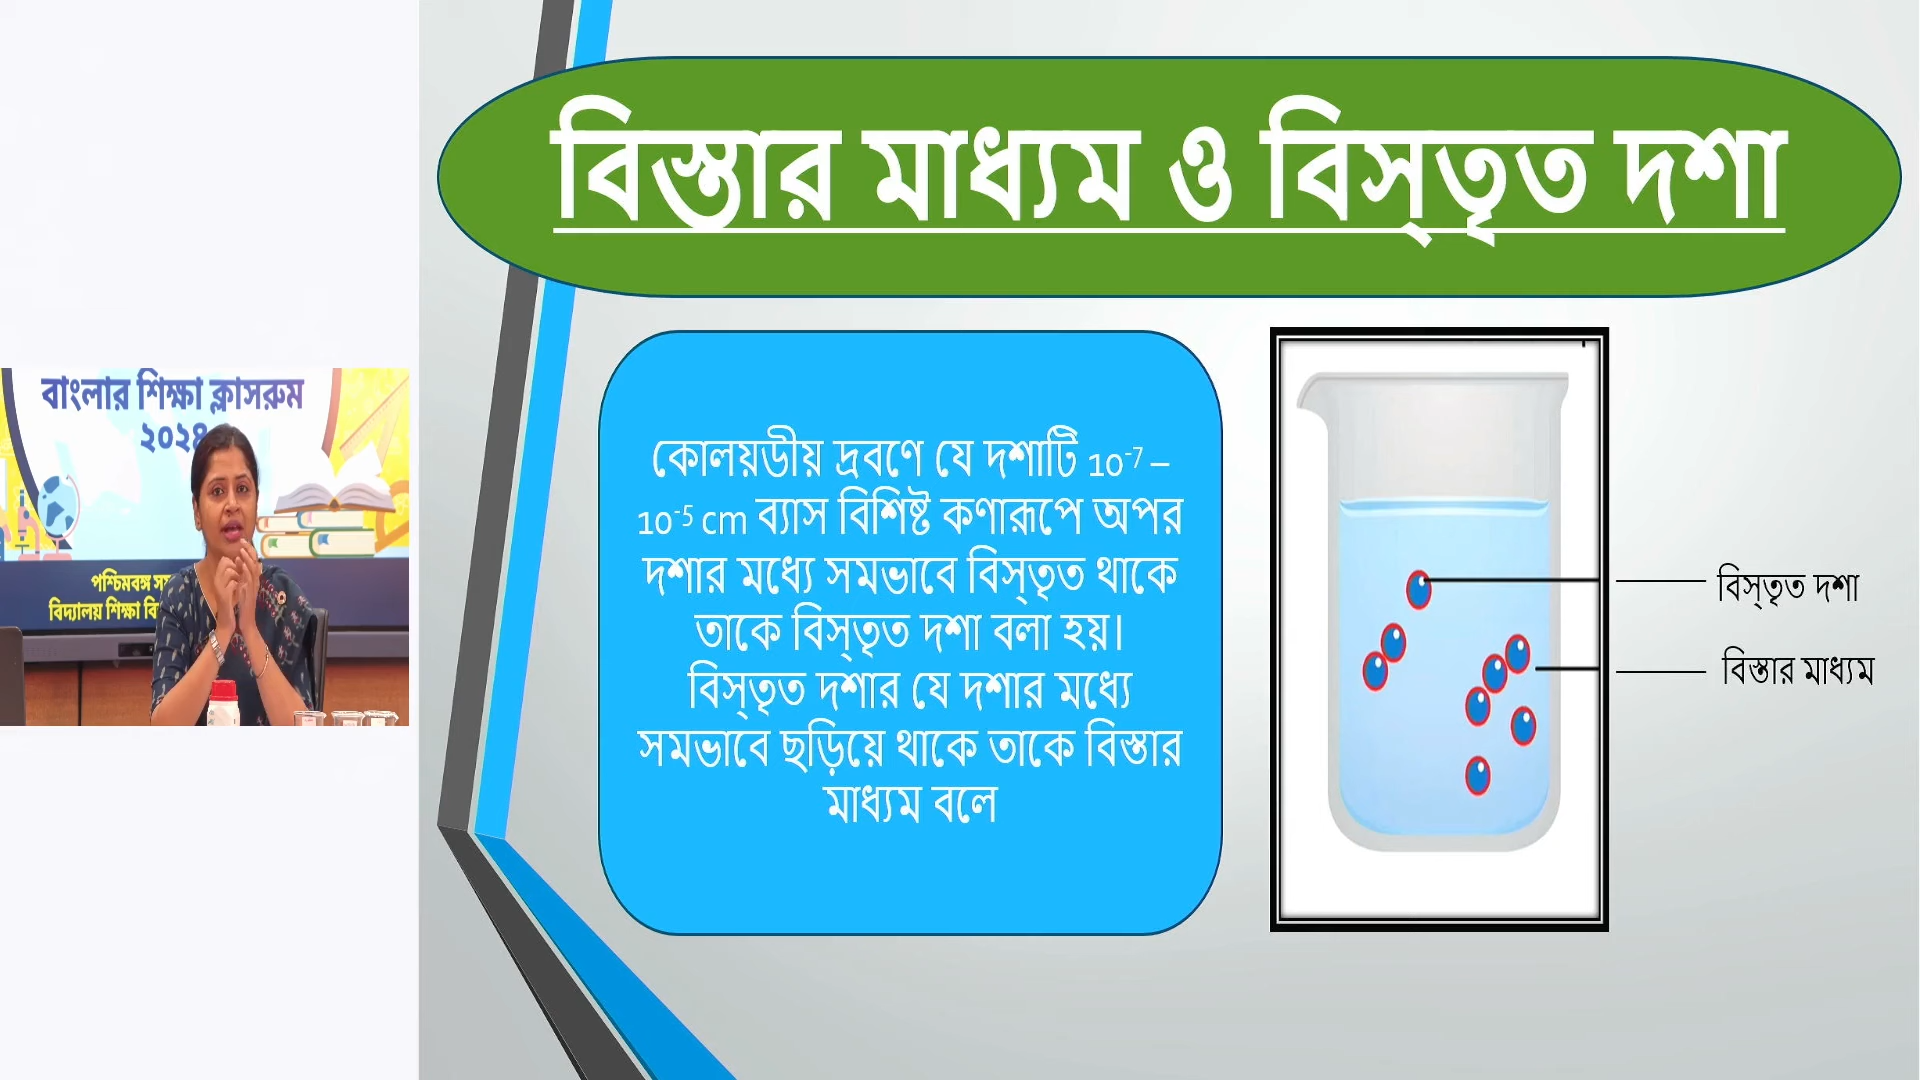 বিস্তার মাধ্যম ও বিস্তৃত দশা
কোলয়ডীয় দ্রবণে যে দশাটি 10⁻⁷ –
10⁻⁵ cm ব্যাস বিশিষ্ট কণারূপে অপর
দশার মধ্যে সমভাবে বিস্তৃত থাকে
তাকে বিস্তৃত দশা বলা হয়।
বিস্তৃত দশার যে দশার মধ্যে
সমভাবে ছড়িয়ে থাকে তাকে বিস্তার
মাধ্যম বলে
বিস্তৃত দশা
বিস্তার মাধ্যম
বাংলার শিক্ষা ক্লাসরুম
২০২৪
পশ্চিমবঙ্গ
বিদ্যালয় শিক্ষা